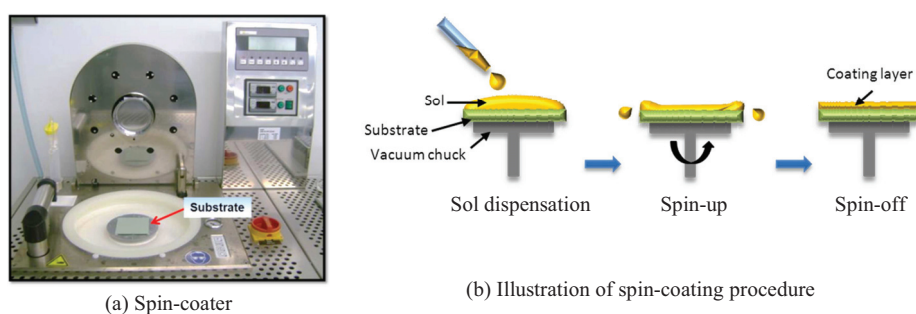 Substrate
(a) Spin-coater
Sol
Substrate
Vacuum chuck
Coating layer
Sol dispensation
Spin-up
Spin-off
(b) Illustration of spin-coating procedure